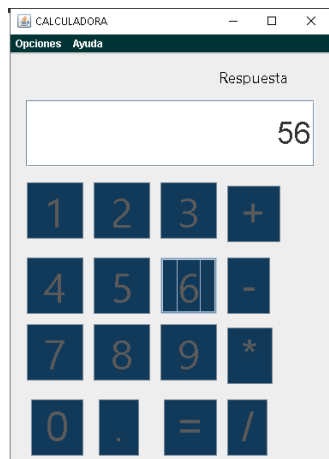 CALCULADORA
Opciones Ayuda
Respuesta
56
1 2 3 +
4 5 6 -
7 8 9 *
0 . = /